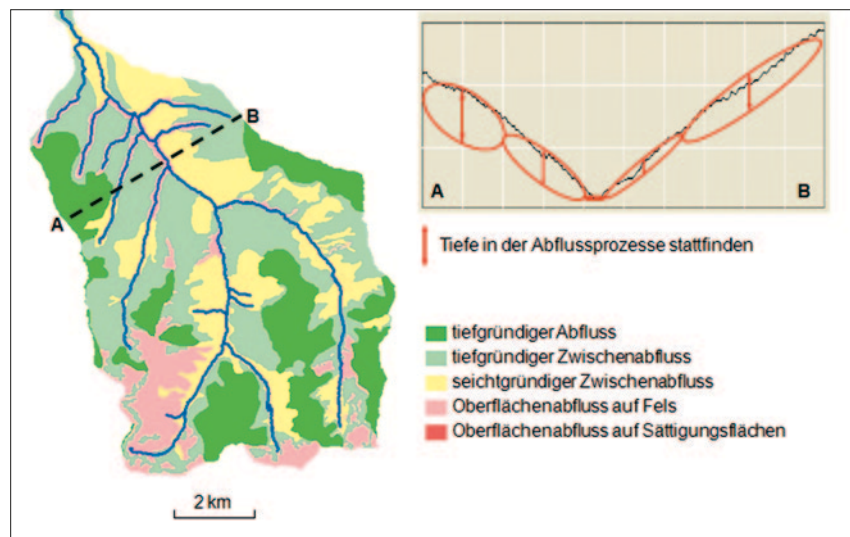 B
A
2 km
A
B
Tiefe in der Abflussprozesse stattfinden
tiefgründiger Abfluss
tiefgründiger Zwischenabfluss
seichtgründiger Zwischenabfluss
Oberflächenabfluss auf Fels
Oberflächenabfluss auf Sättigungsflächen